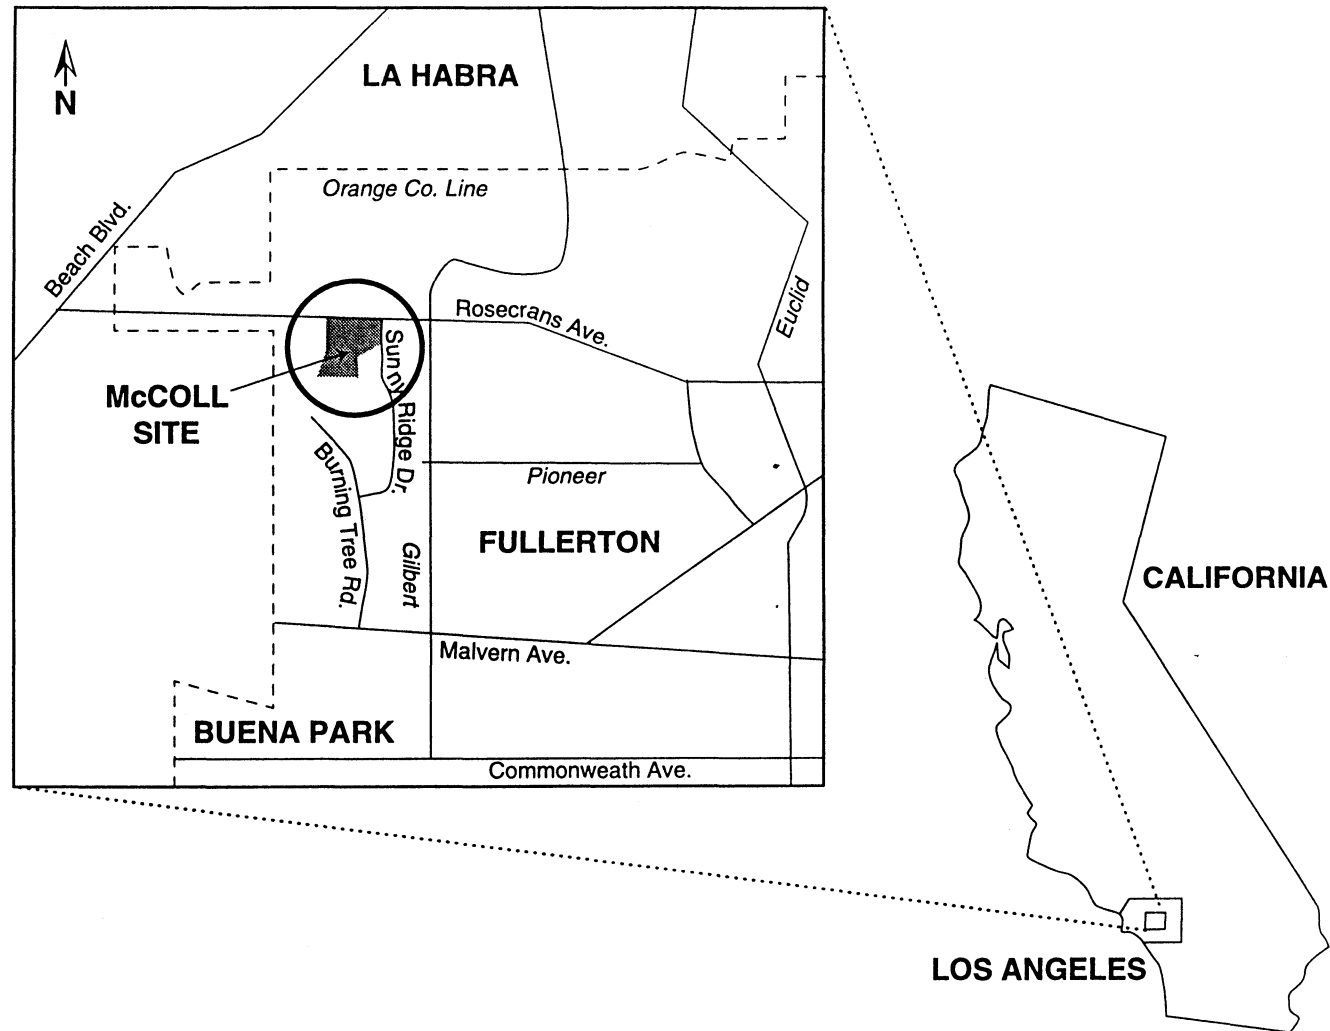 LA HABRA
N
Orange Co. Line
Beach Blvd.
Rosecrans Ave.
Euclid
Sunny Ridge Dr.
McCOLL
SITE
Burning Tree Rd.
Pioneer
FULLERTON
Gilbert
CALIFORNIA
Malvern Ave.
BUENA PARK
Commonweath Ave.
LOS ANGELES